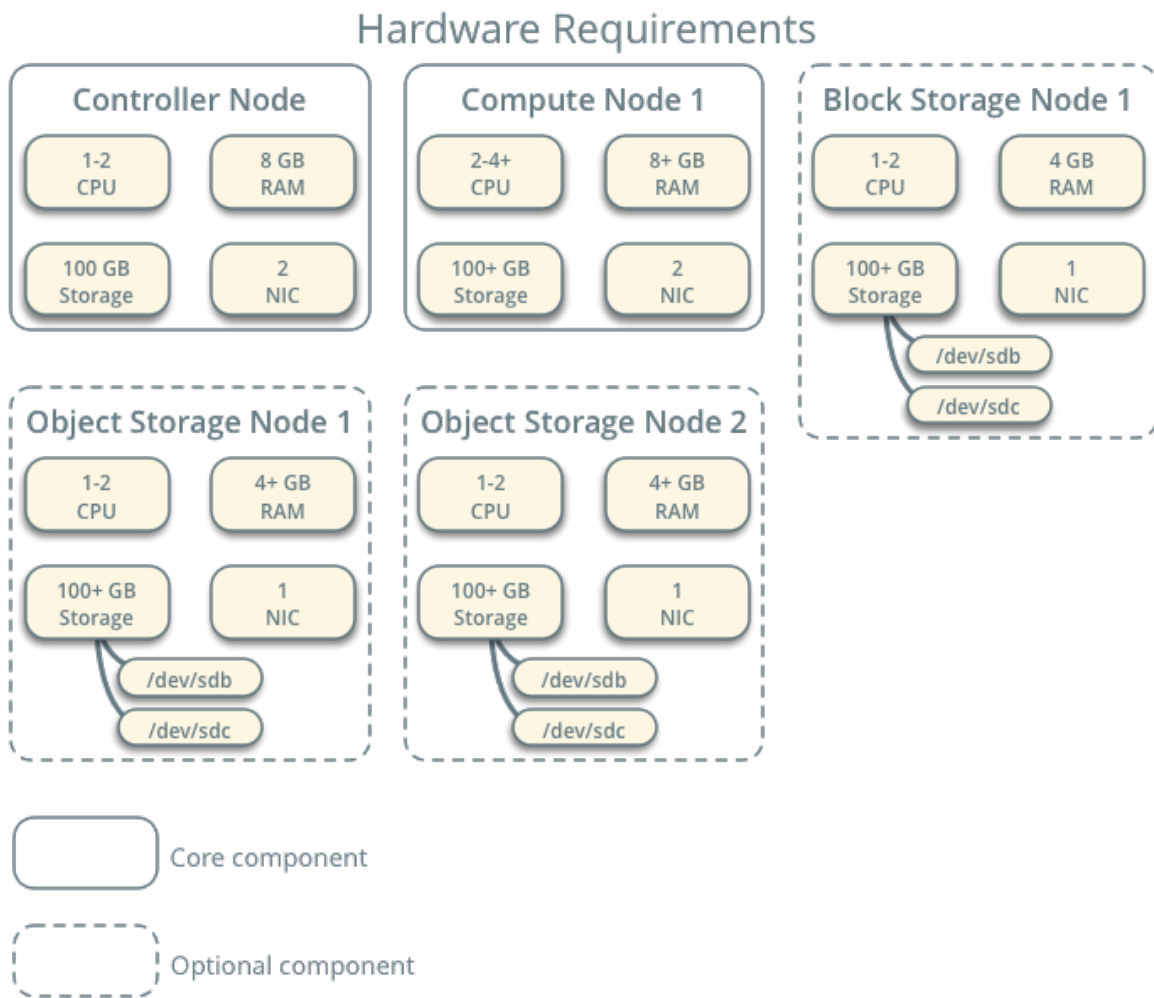 Hardware Requirements
Controller Node
1-2
CPU
8 GB
RAM
100 GB
Storage
2
NIC
Compute Node 1
2-4+
CPU
8+ GB
RAM
100+ GB
Storage
2
NIC
Block Storage Node 1
1-2
CPU
4 GB
RAM
100+ GB
Storage
1
NIC
/dev/sdb
/dev/sdc
Object Storage Node 1
1-2
CPU
4+ GB
RAM
100+ GB
Storage
1
NIC
/dev/sdb
/dev/sdc
Object Storage Node 2
1-2
CPU
4+ GB
RAM
100+ GB
Storage
1
NIC
/dev/sdb
/dev/sdc
Core component
Optional component